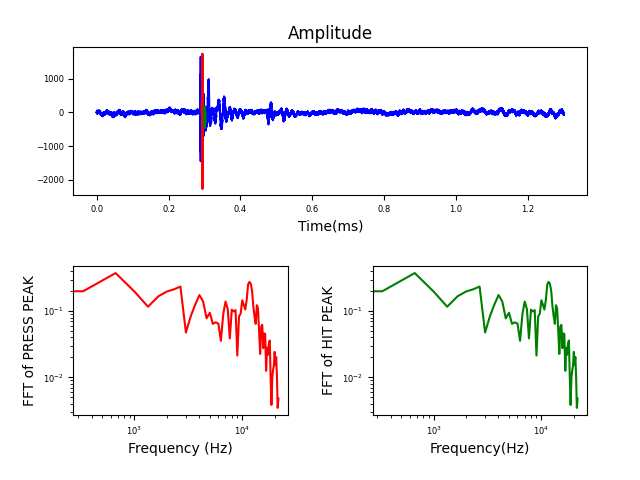 Amplitude
1000
0
−1000
−2000
0.0 0.2 0.4 0.6 0.8 1.0 1.2
Time(ms)
FFT of PRESS PEAK
10⁻¹
10⁻²
10³ 10⁴
Frequency (Hz)
FFT of HIT PEAK
10⁻¹
10⁻²
10³ 10⁴
Frequency(Hz)